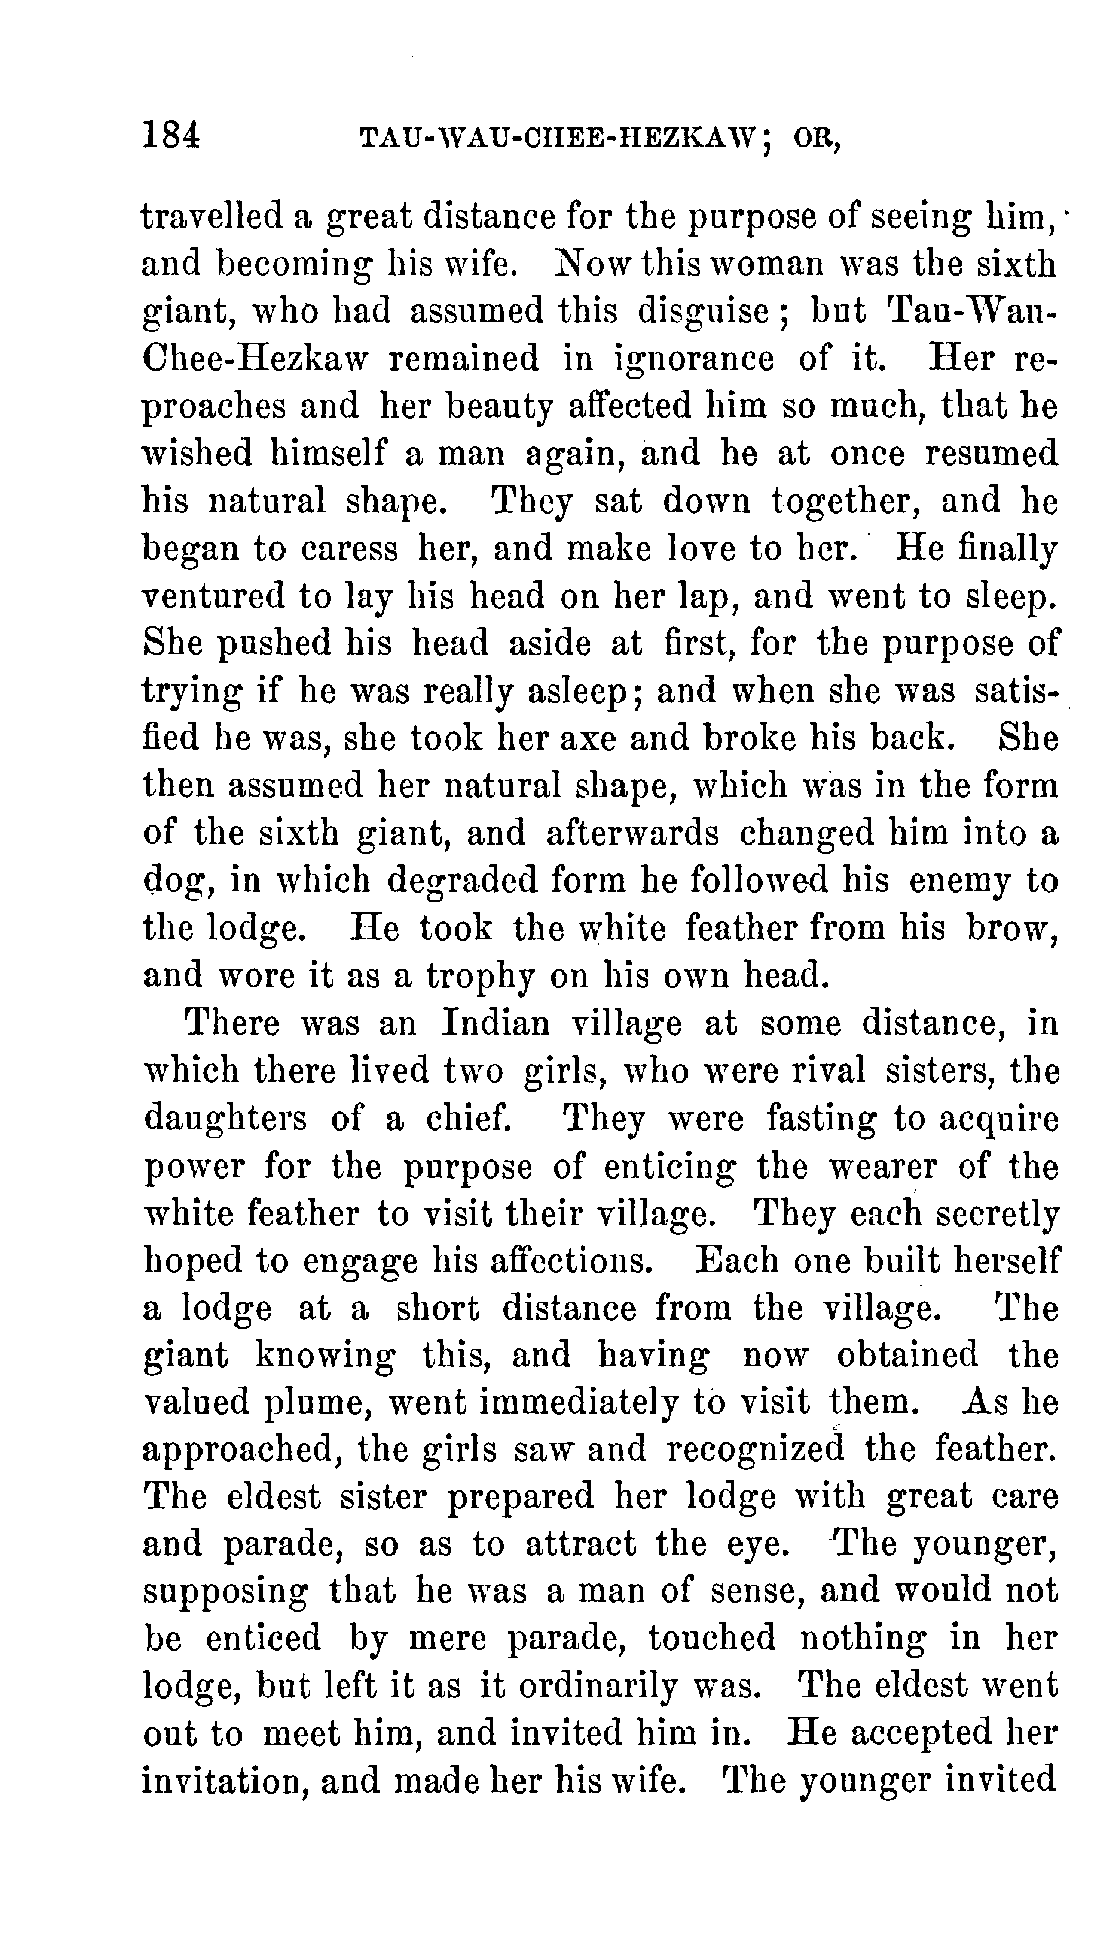 184 TAU-WAU-CHEE-HEZKAW; OR,
travelled a great distance for the purpose of seeing him,
and becoming his wife. Now this woman was the sixth
giant, who had assumed this disguise; but Tau-Wau-
Chee-Hezkaw remained in ignorance of it. Her re-
proaches and her beauty affected him so much, that he
wished himself a man again, and he at once resumed
his natural shape. They sat down together, and he
began to caress her, and make love to her. He finally
ventured to lay his head on her lap, and went to sleep.
She pushed his head aside at first, for the purpose of
trying if he was really asleep; and when she was satis-
fied he was, she took her axe and broke his back. She
then assumed her natural shape, which was in the form
of the sixth giant, and afterwards changed him into a
dog, in which degraded form he followed his enemy to
the lodge. He took the white feather from his brow,
and wore it as a trophy on his own head.
There was an Indian village at some distance, in
which there lived two girls, who were rival sisters, the
daughters of a chief. They were fasting to acquire
power for the purpose of enticing the wearer of the
white feather to visit their village. They each secretly
hoped to engage his affections. Each one built herself
a lodge at a short distance from the village. The
giant knowing this, and having now obtained the
valued plume, went immediately to visit them. As he
approached, the girls saw and recognized the feather.
The eldest sister prepared her lodge with great care
and parade, so as to attract the eye. The younger,
supposing that he was a man of sense, and would not
be enticed by mere parade, touched nothing in her
lodge, but left it as it ordinarily was. The eldest went
out to meet him, and invited him in. He accepted her
invitation, and made her his wife. The younger invited